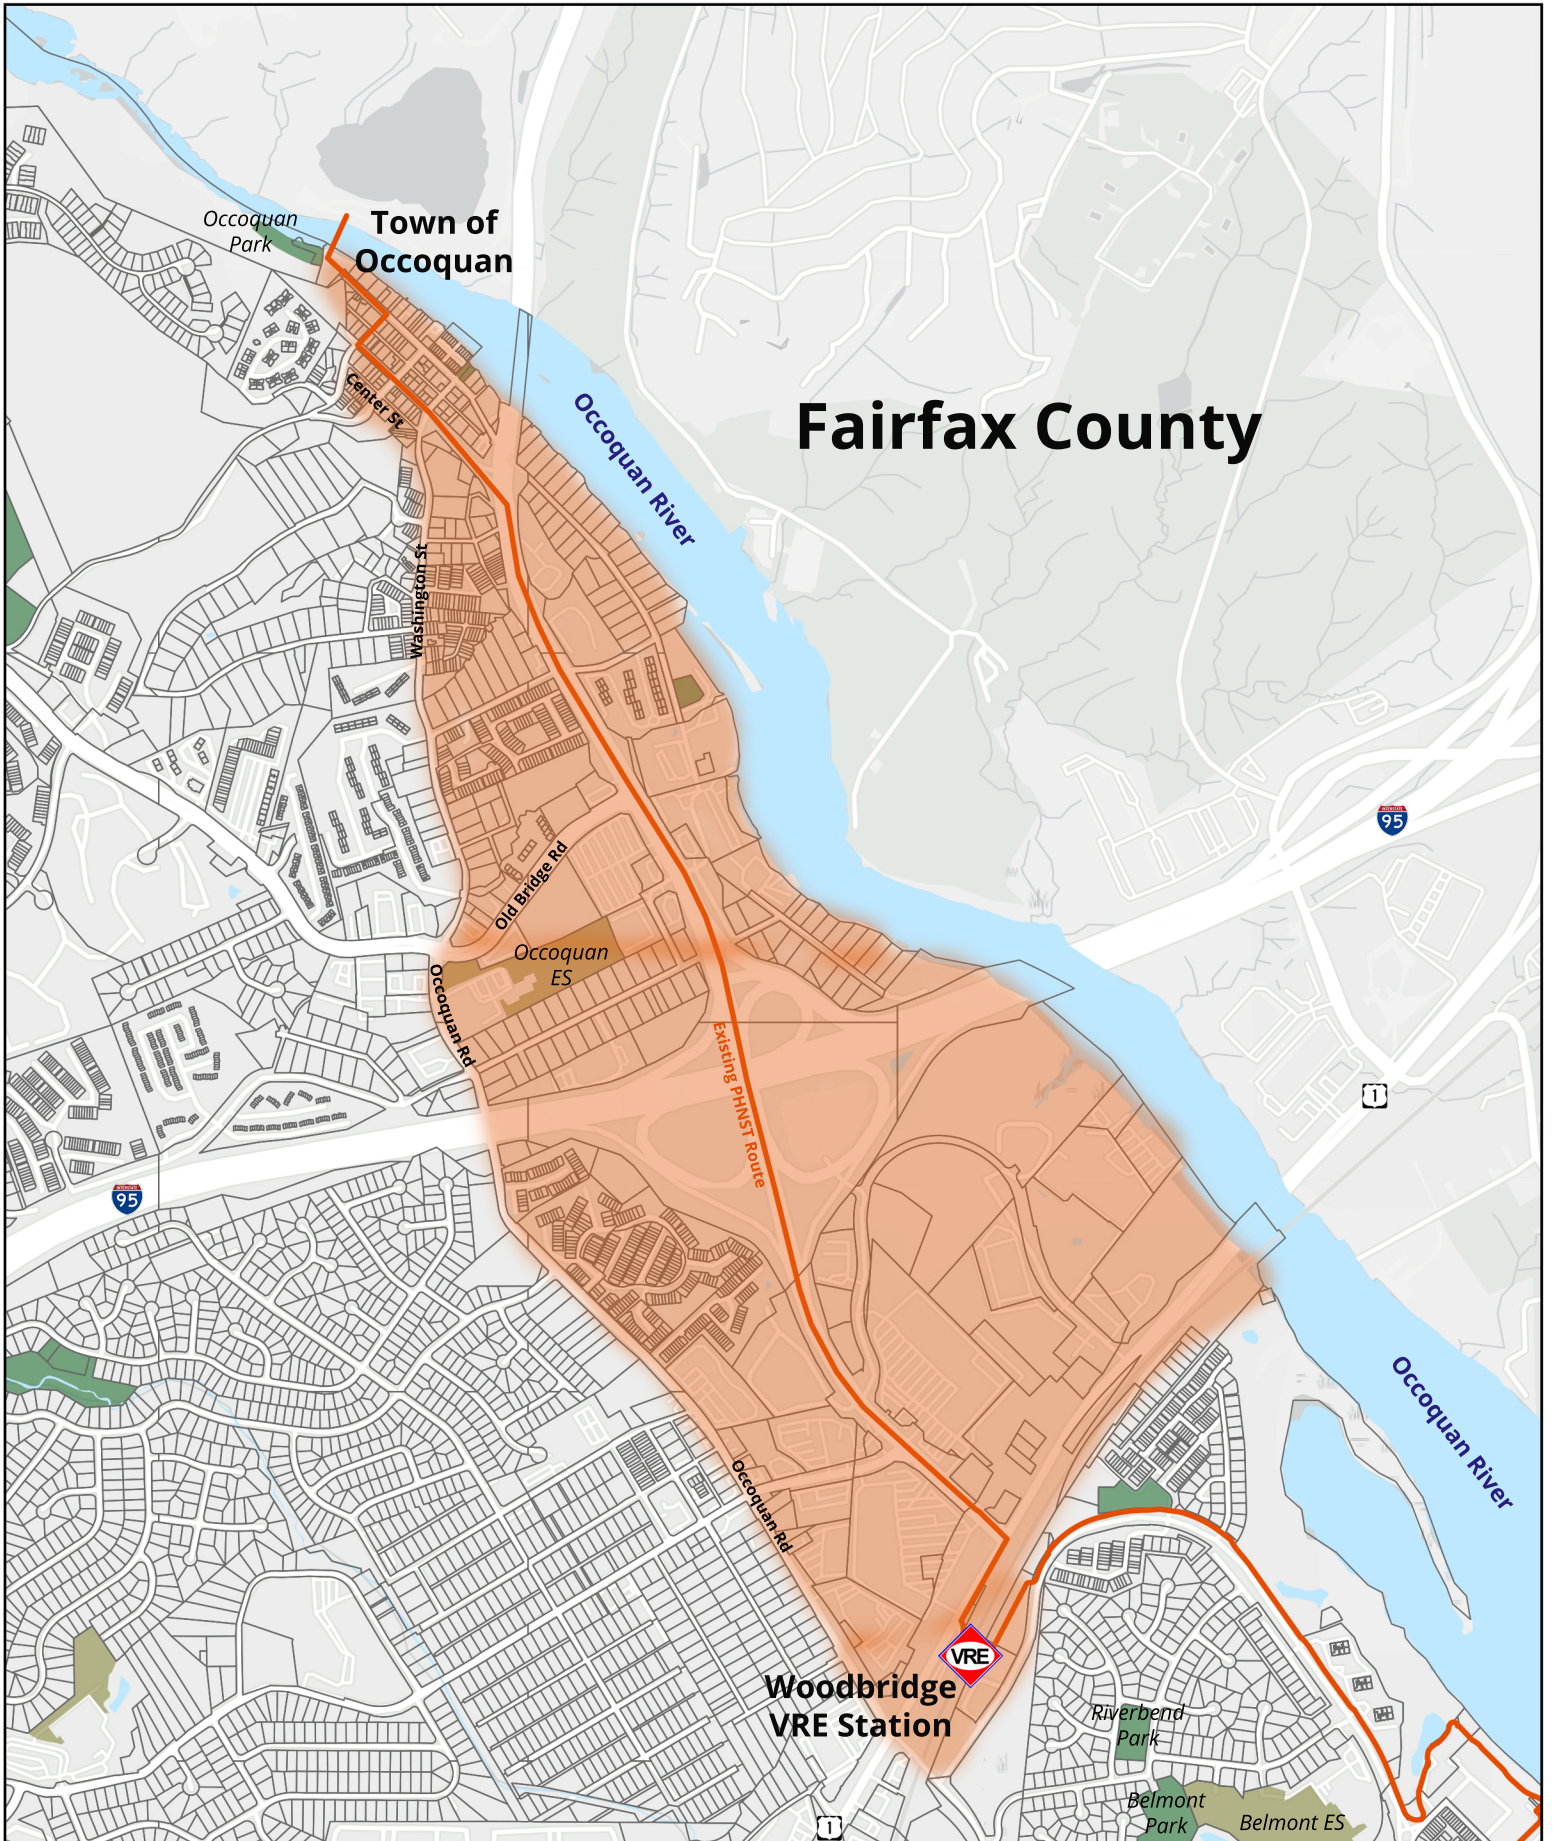 Occoquan
Park
Town of
Occoquan
Center St
Occoquan River
Fairfax County
Washington St
INTERSTATE
95
Old Bridge Rd
Occoquan
ES
Occoquan Rd
Existing PHNST Route
1
INTERSTATE
95
Occoquan River
Occoquan Rd
VRE
Woodbridge
VRE Station
Riverbend
Park
Belmont
Park
Belmont ES
1